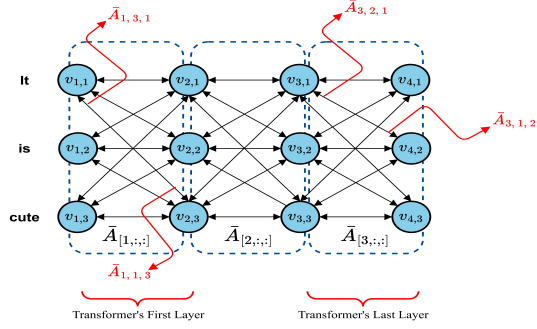 Ā1, 3, 1
Ā3, 2, 1
It v1,1 v2,1 v3,1 v4,1
Ā3, 1, 2
is v1,2 v2,2 v3,2 v4,2
cute v1,3 v2,3 v3,3 v4,3
Ā[1,:,:] Ā[2,:,:] Ā[3,:,:]
Ā1, 1, 3
Transformer's First Layer Transformer's Last Layer